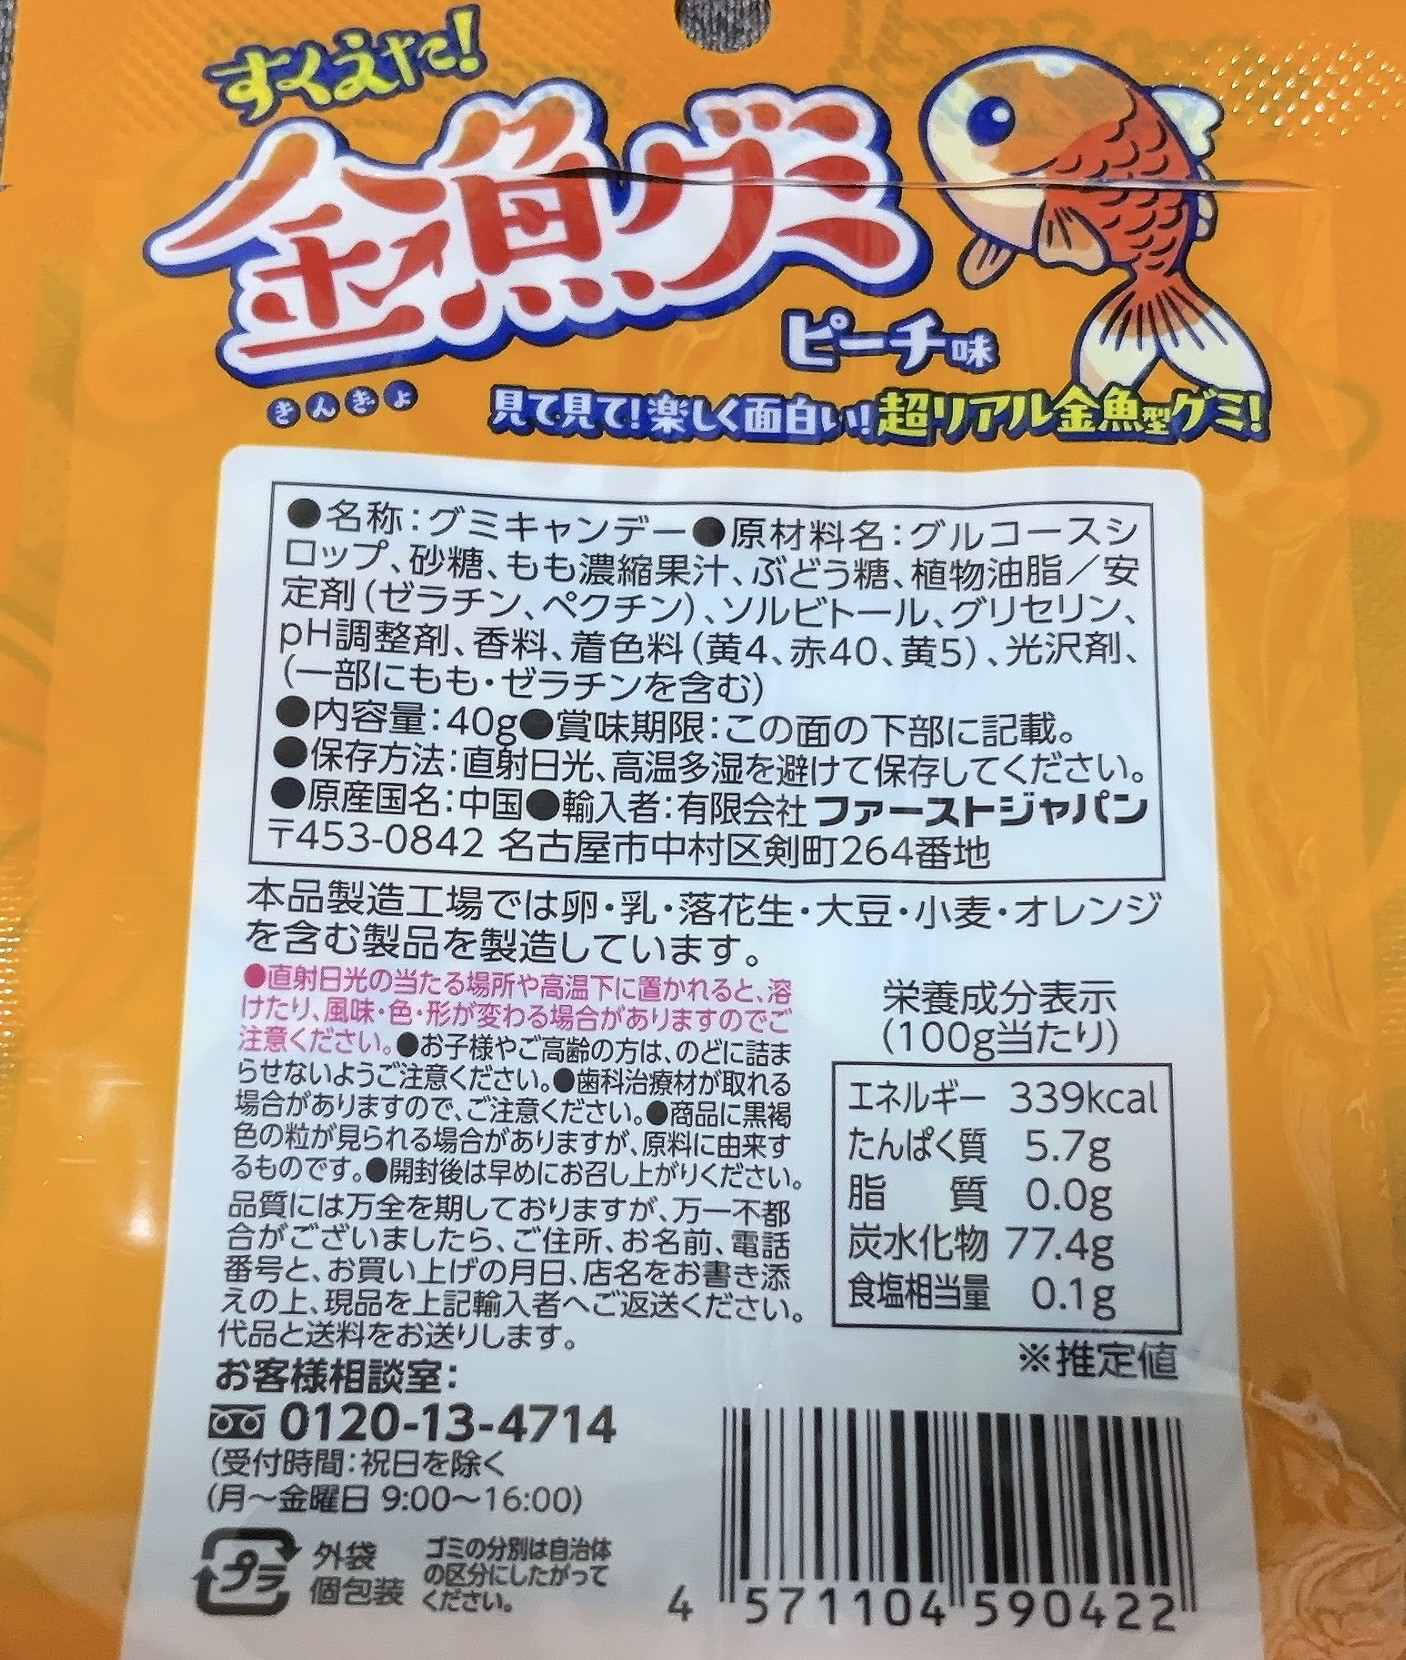 すくえた!
金魚グミ
ピーチ味
きんぎょ
見て見て!楽しく面白い!超リアル金魚型グミ!
●名称:グミキャンデー●原材料名:グルコースシ
ロップ、砂糖、もも濃縮果汁、ぶどう糖、植物油脂/安
定剤(ゼラチン、ペクチン)、ソルビトール、グリセリン、
pH調整剤、香料、着色料(黄4、赤40、黄5)、光沢剤、
(一部にもも・ゼラチンを含む)
●内容量:40g●賞味期限:この面の下部に記載。
●保存方法:直射日光、高温多湿を避けて保存してください。
●原産国名:中国●輸入者:有限会社 ファーストジャパン
〒453-0842 名古屋市中村区剣町264番地
本品製造工場では卵・乳・落花生・大豆・小麦・オレンジ
を含む製品を製造しています。
●直射日光の当たる場所や高温下に置かれると、溶
けたり、風味・色・形が変わる場合がありますのでご
注意ください。●お子様やご高齢の方は、のどに詰ま
らせないようご注意ください。●歯科治療材が取れる
場合がありますので、ご注意ください。●商品に黒褐
色の粒が見られる場合がありますが、原料に由来す
るものです。●開封後は早めにお召し上がりください。
品質には万全を期しておりますが、万一不都
合がございましたら、ご住所、お名前、電話
番号と、お買い上げの月日、店名をお書き添
えの上、現品を上記輸入者へご返送ください。
代品と送料をお送りします。
お客様相談室:
0120-13-4714
(受付時間:祝日を除く
(月〜金曜日 9:00〜16:00)
プラ
外袋
個包装
ゴミの分別は自治体
の区分にしたがって
ください。
栄養成分表示
(100g当たり)
エネルギー 339kcal
たんぱく質 5.7g
脂 質 0.0g
炭水化物 77.4g
食塩相当量 0.1g
※推定値
4 571104 590422